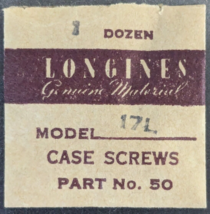 1 DOZEN
LONGINES
Genuine Material
MODEL 17L
CASE SCREWS
PART No. 50